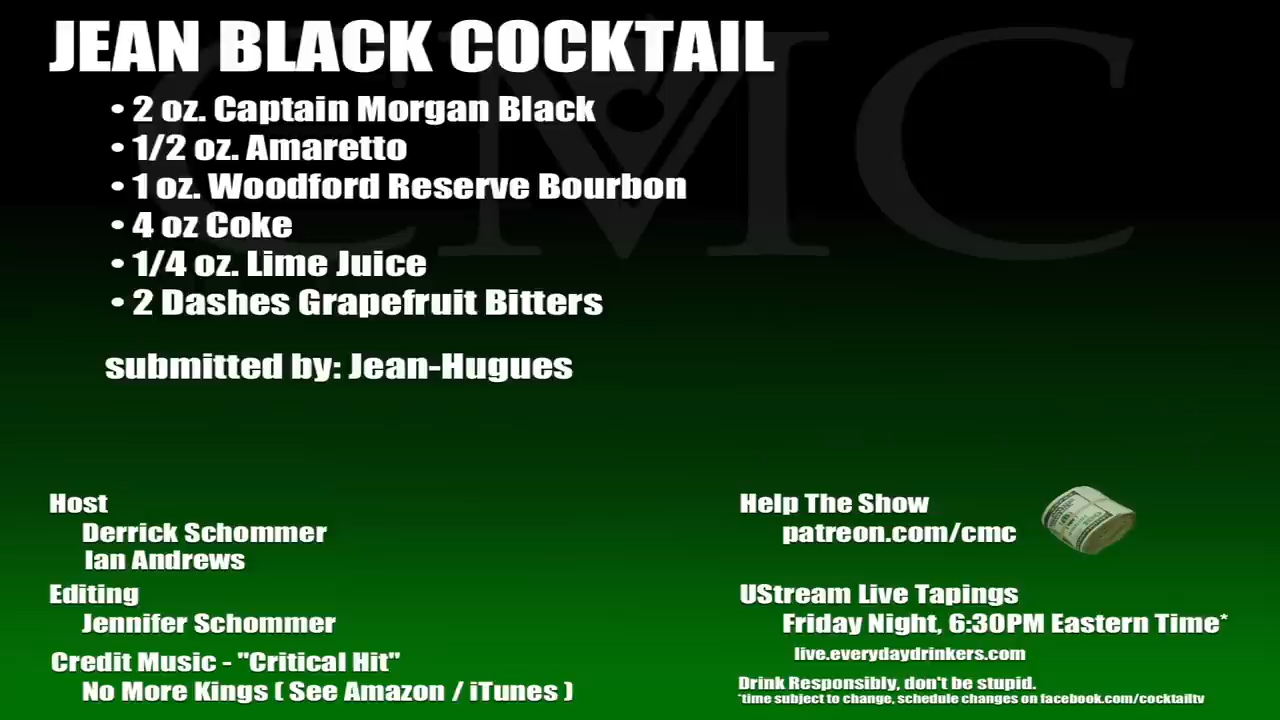 CMC
JEAN BLACK COCKTAIL
• 2 oz. Captain Morgan Black
• 1/2 oz. Amaretto
• 1 oz. Woodford Reserve Bourbon
• 4 oz Coke
• 1/4 oz. Lime Juice
• 2 Dashes Grapefruit Bitters
submitted by: Jean-Hugues
Host
Derrick Schommer
Ian Andrews
Editing
Jennifer Schommer
Credit Music - "Critical Hit"
No More Kings ( See Amazon / iTunes )
Help The Show
patreon.com/cmc
UStream Live Tapings
Friday Night, 6:30PM Eastern Time*
live.everydaydrinkers.com
Drink Responsibly, don't be stupid.
*time subject to change, schedule changes on facebook.com/cocktailtv